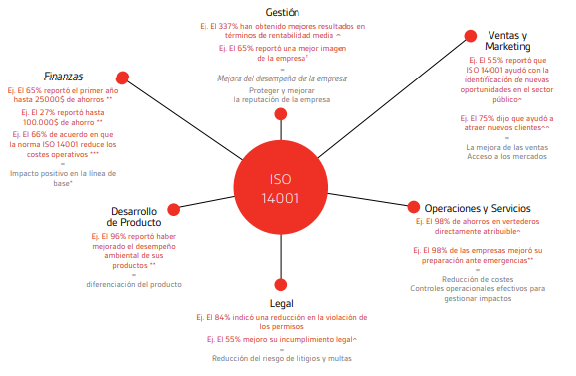 Gestión
Ej. El 337% han obtenido mejores resultados en
términos de rentabilidad media ^
Ej. El 65% reportó una mejor imagen
de la empresa*
=
Mejora del desempeño de la empresa
Proteger y mejorar
la reputación de la empresa
Ventas y
Marketing
Ej. El 55% reportó que
ISO 14001 ayudó con la
identificación de nuevas
oportunidades en el sector
público^
Ej. El 75% dijo que ayudó a
atraer nuevos clientes^^
=
La mejora de las ventas
Acceso a los mercados
Finanzas
Ej. El 65% reportó el primer año
hasta 25000$ de ahorros **
Ej. El 27% reportó hasta
100.000$ de ahorro **
Ej. El 66% de acuerdo en que
la norma ISO 14001 reduce los
costes operativos ***
=
Impacto positivo en la línea de
base*
ISO
14001
Operaciones y Servicios
Ej. El 98% de ahorros en vertederos
directamente atribuible^
Ej. El 98% de las empresas mejoró su
preparación ante emergencias**
=
Reducción de costes
Controles operacionales efectivos para
gestionar impactos
Desarrollo
de Producto
Ej. El 96% reportó haber
mejorado el desempeño
ambiental de sus
productos **
=
diferenciación del producto
Legal
Ej. El 84% indicó una reducción en la violación de
los permisos
Ej. El 55% mejoro su incumplimiento legal^
=
Reducción del riesgo de litigios y multas